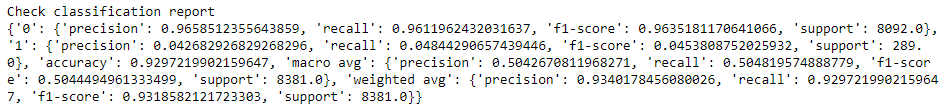 Check classification report
{'0': {'precision': 0.9658512355643859, 'recall': 0.9611962432031637, 'f1-score': 0.9635181170641066, 'support': 8092.0},
'1': {'precision': 0.042682926829268296, 'recall': 0.04844290657439446, 'f1-score': 0.0453808752025932, 'support': 289.
0}, 'accuracy': 0.9297219902159647, 'macro avg': {'precision': 0.5042670811968271, 'recall': 0.504819574888779, 'f1-scor
e': 0.5044494961333499, 'support': 8381.0}, 'weighted avg': {'precision': 0.9340178456080026, 'recall': 0.929721990215964
7, 'f1-score': 0.9318582121723303, 'support': 8381.0}}